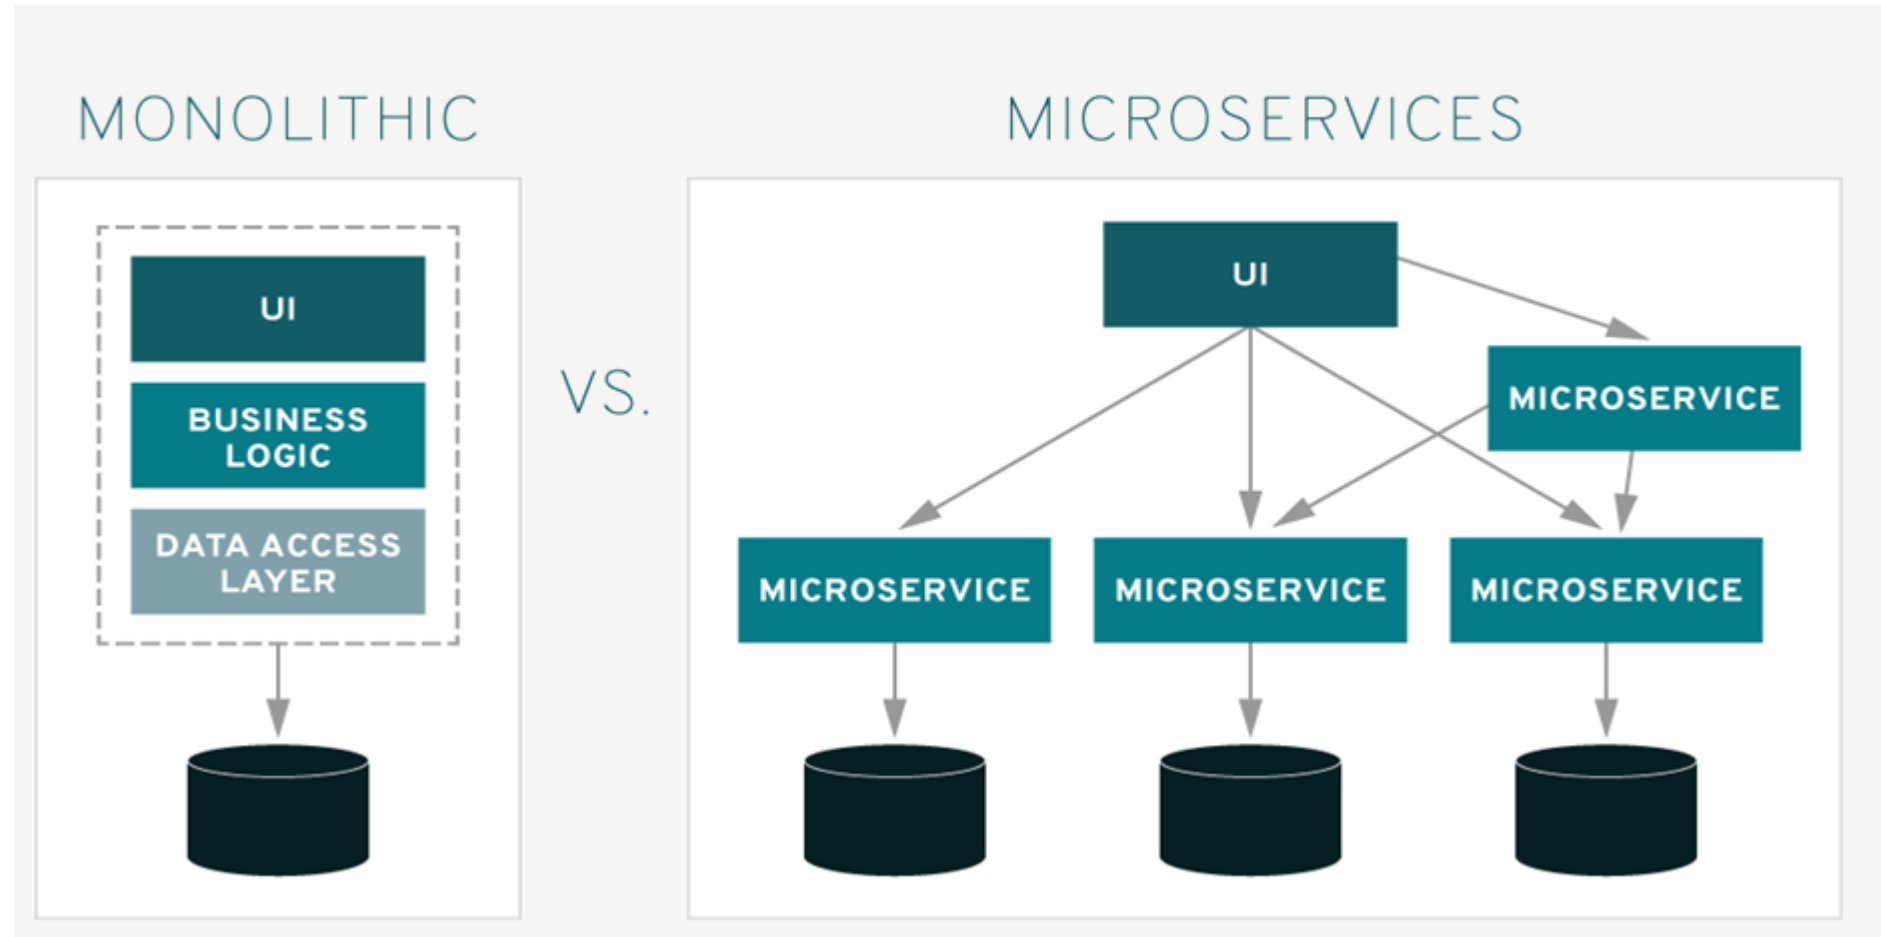 MONOLITHIC
UI
BUSINESS
LOGIC
DATA ACCESS
LAYER
VS.
MICROSERVICES
UI
MICROSERVICE
MICROSERVICE
MICROSERVICE
MICROSERVICE